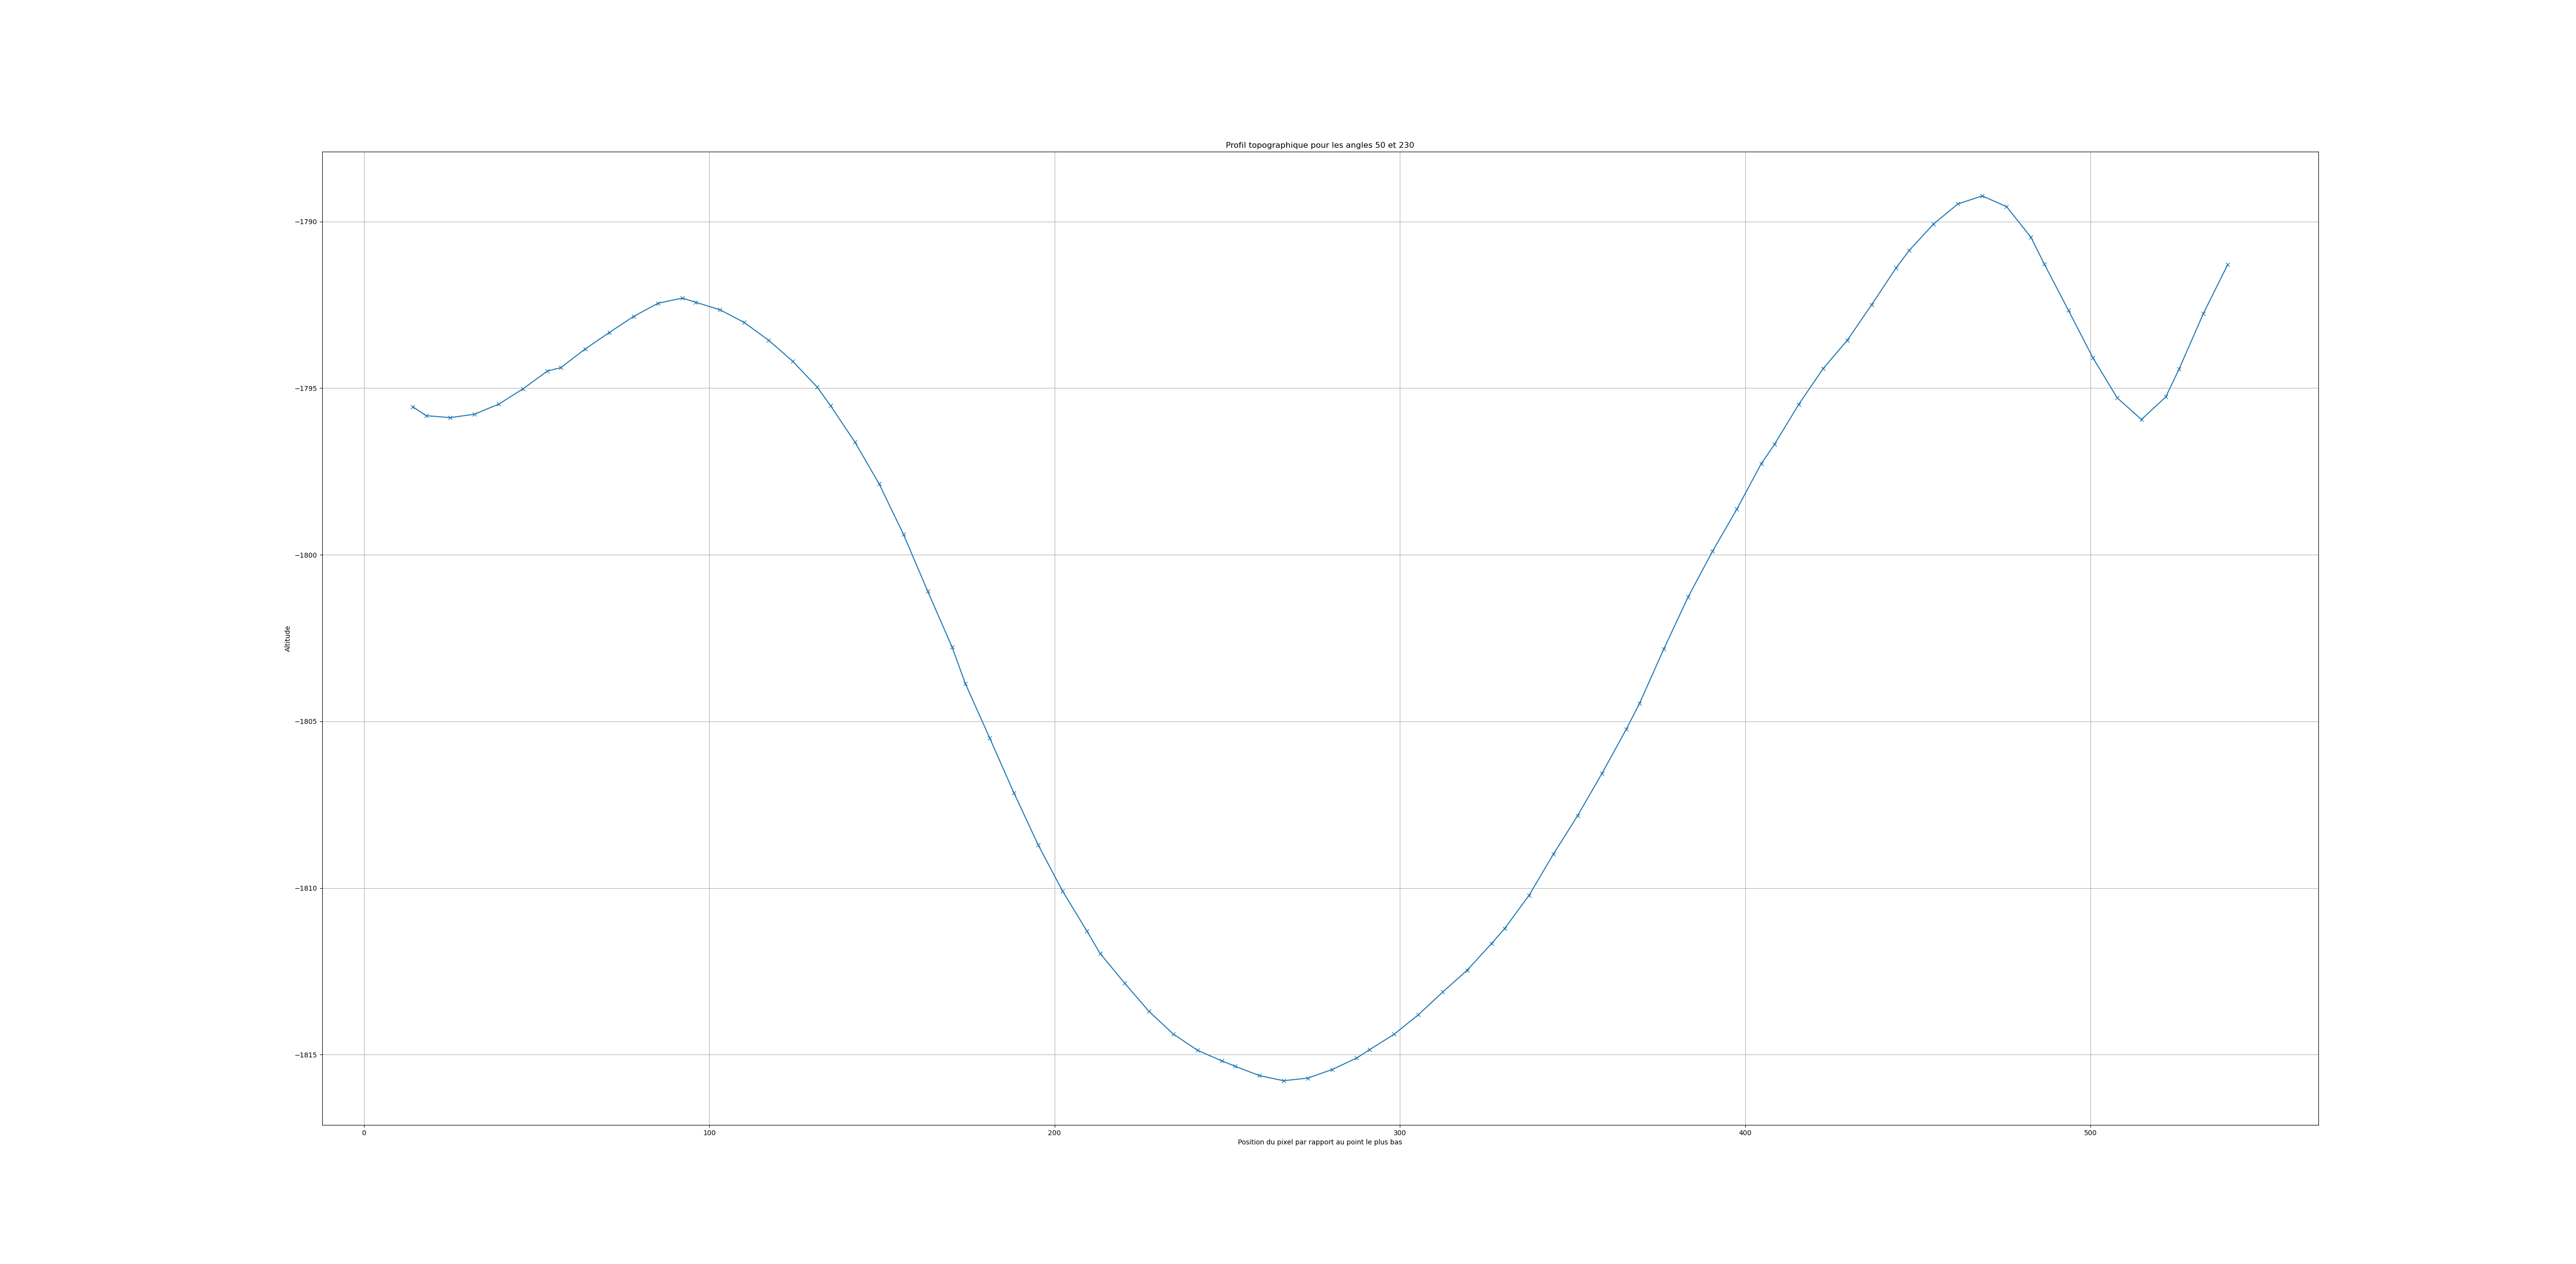 Profil topographique pour les angles 50 et 230
−1790
−1795
−1800
−1805
−1810
−1815
Altitude
0 100 200 300 400 500
Position du pixel par rapport au point le plus bas